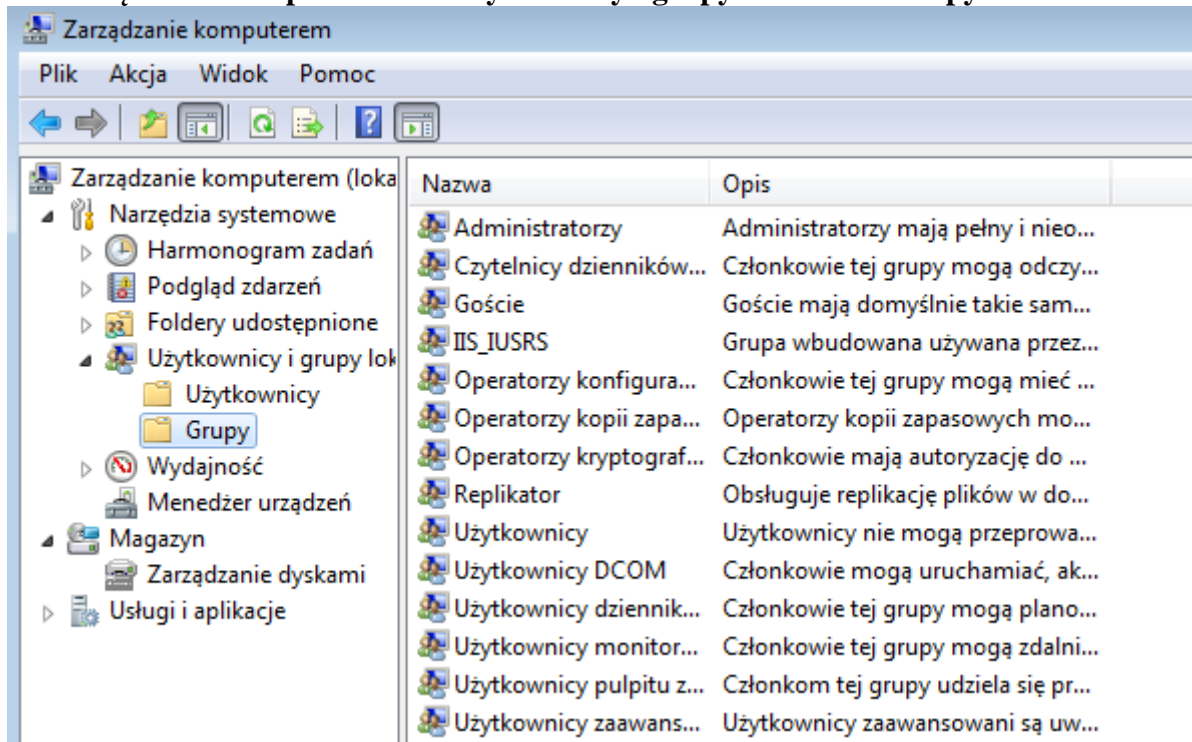 Zarządzanie komputerem
Plik Akcja Widok Pomoc
Zarządzanie komputerem (loka
Narzędzia systemowe
Harmonogram zadań
Podgląd zdarzeń
Foldery udostępnione
Użytkownicy i grupy lok
Użytkownicy
Grupy
Wydajność
Menedżer urządzeń
Magazyn
Zarządzanie dyskami
Usługi i aplikacje
Nazwa Opis
Administratorzy Administratorzy mają pełny i nieo...
Czytelnicy dzienników... Członkowie tej grupy mogą odczy...
Goście Goście mają domyślnie takie sam...
IIS_IUSRS Grupa wbudowana używana przez...
Operatorzy konfigura... Członkowie tej grupy mogą mieć ...
Operatorzy kopii zapa... Operatorzy kopii zapasowych mo...
Operatorzy kryptograf... Członkowie mają autoryzację do ...
Replikator Obsługuje replikację plików w do...
Użytkownicy Użytkownicy nie mogą przeprowa...
Użytkownicy DCOM Członkowie mogą uruchamiać, ak...
Użytkownicy dziennik... Członkowie tej grupy mogą plano...
Użytkownicy monitor... Członkowie tej grupy mogą zdalni...
Użytkownicy pulpitu z... Członkom tej grupy udziela się pr...
Użytkownicy zaawans... Użytkownicy zaawansowani są uw...